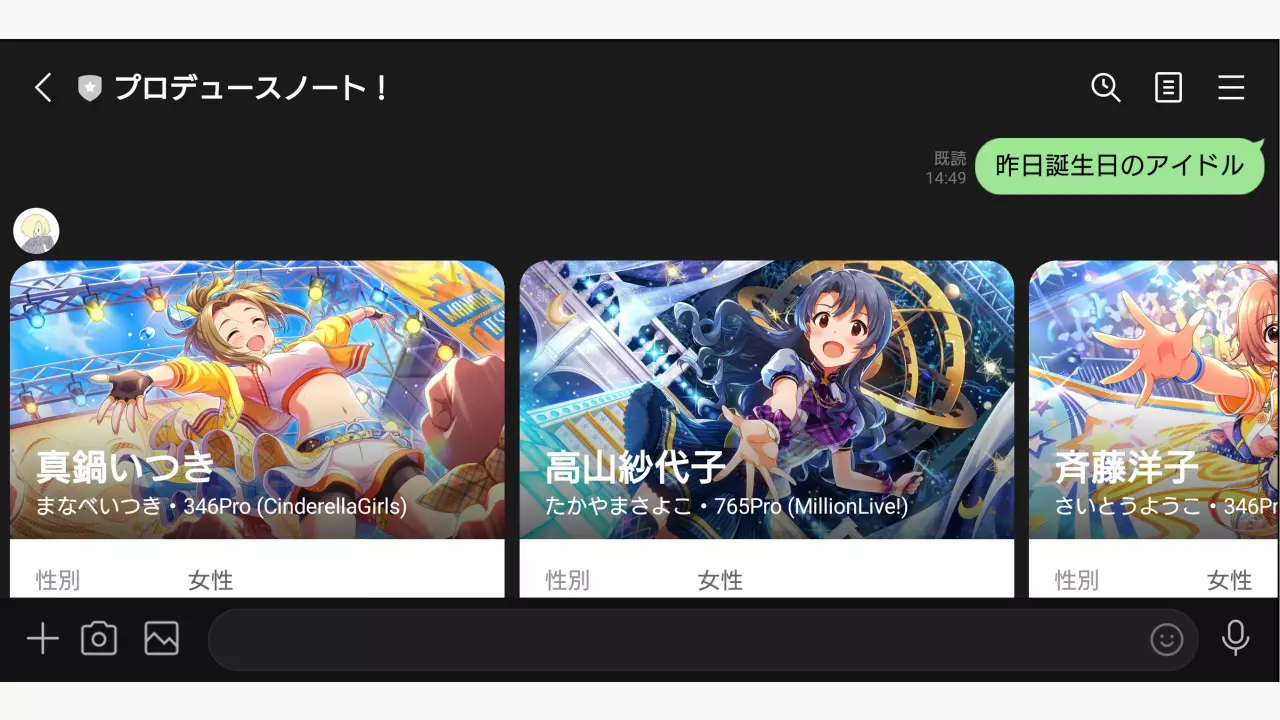 プロデュースノート！
既読
14:49
昨日誕生日のアイドル
真鍋いつき
まなべいつき・346Pro (CinderellaGirls)
性別 女性
高山紗代子
たかやまさよこ・765Pro (MillionLive!)
性別 女性
斉藤洋子
さいとうようこ・346Pr
性別 女性